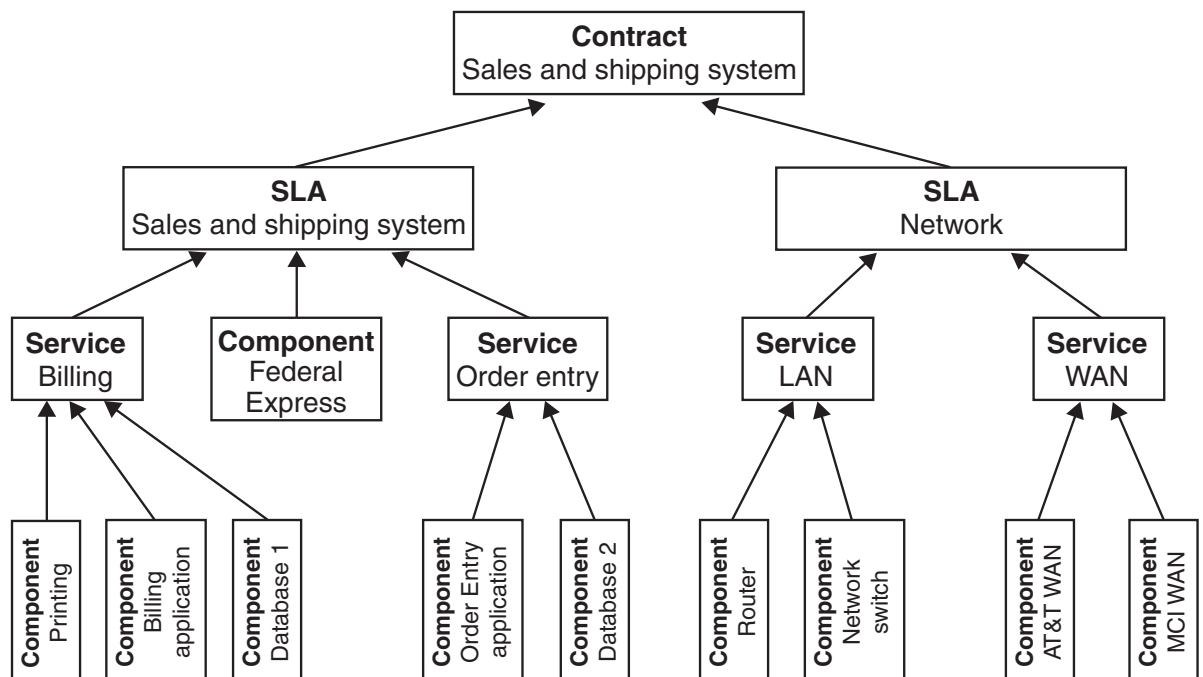 Contract
Sales and shipping system
SLA
Sales and shipping system
SLA
Network
Service
Billing
Component
Federal
Express
Service
Order entry
Service
LAN
Service
WAN
Component
Printing
Component
Billing
application
Component
Database 1
Component
Order Entry
application
Component
Database 2
Component
Router
Component
Network
switch
Component
AT&T WAN
Component
MCI WAN